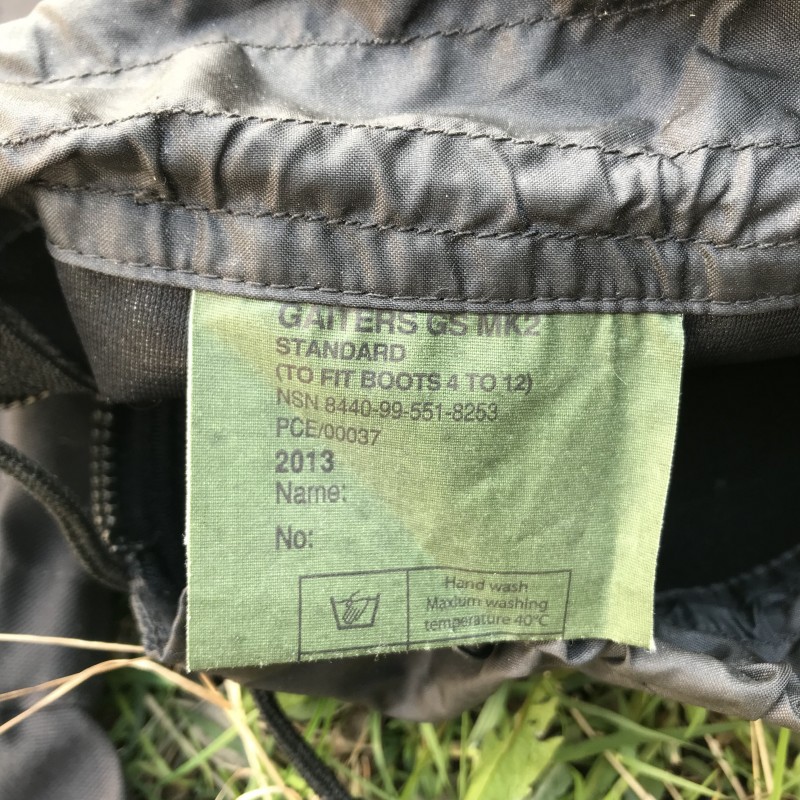 GAITERS GS MK2
STANDARD
(TO FIT BOOTS 4 TO 12)
NSN 8440-99-551-8253
PCE/00037
2013
Name:
No:
Hand wash
Maxium washing
temperature 40°C